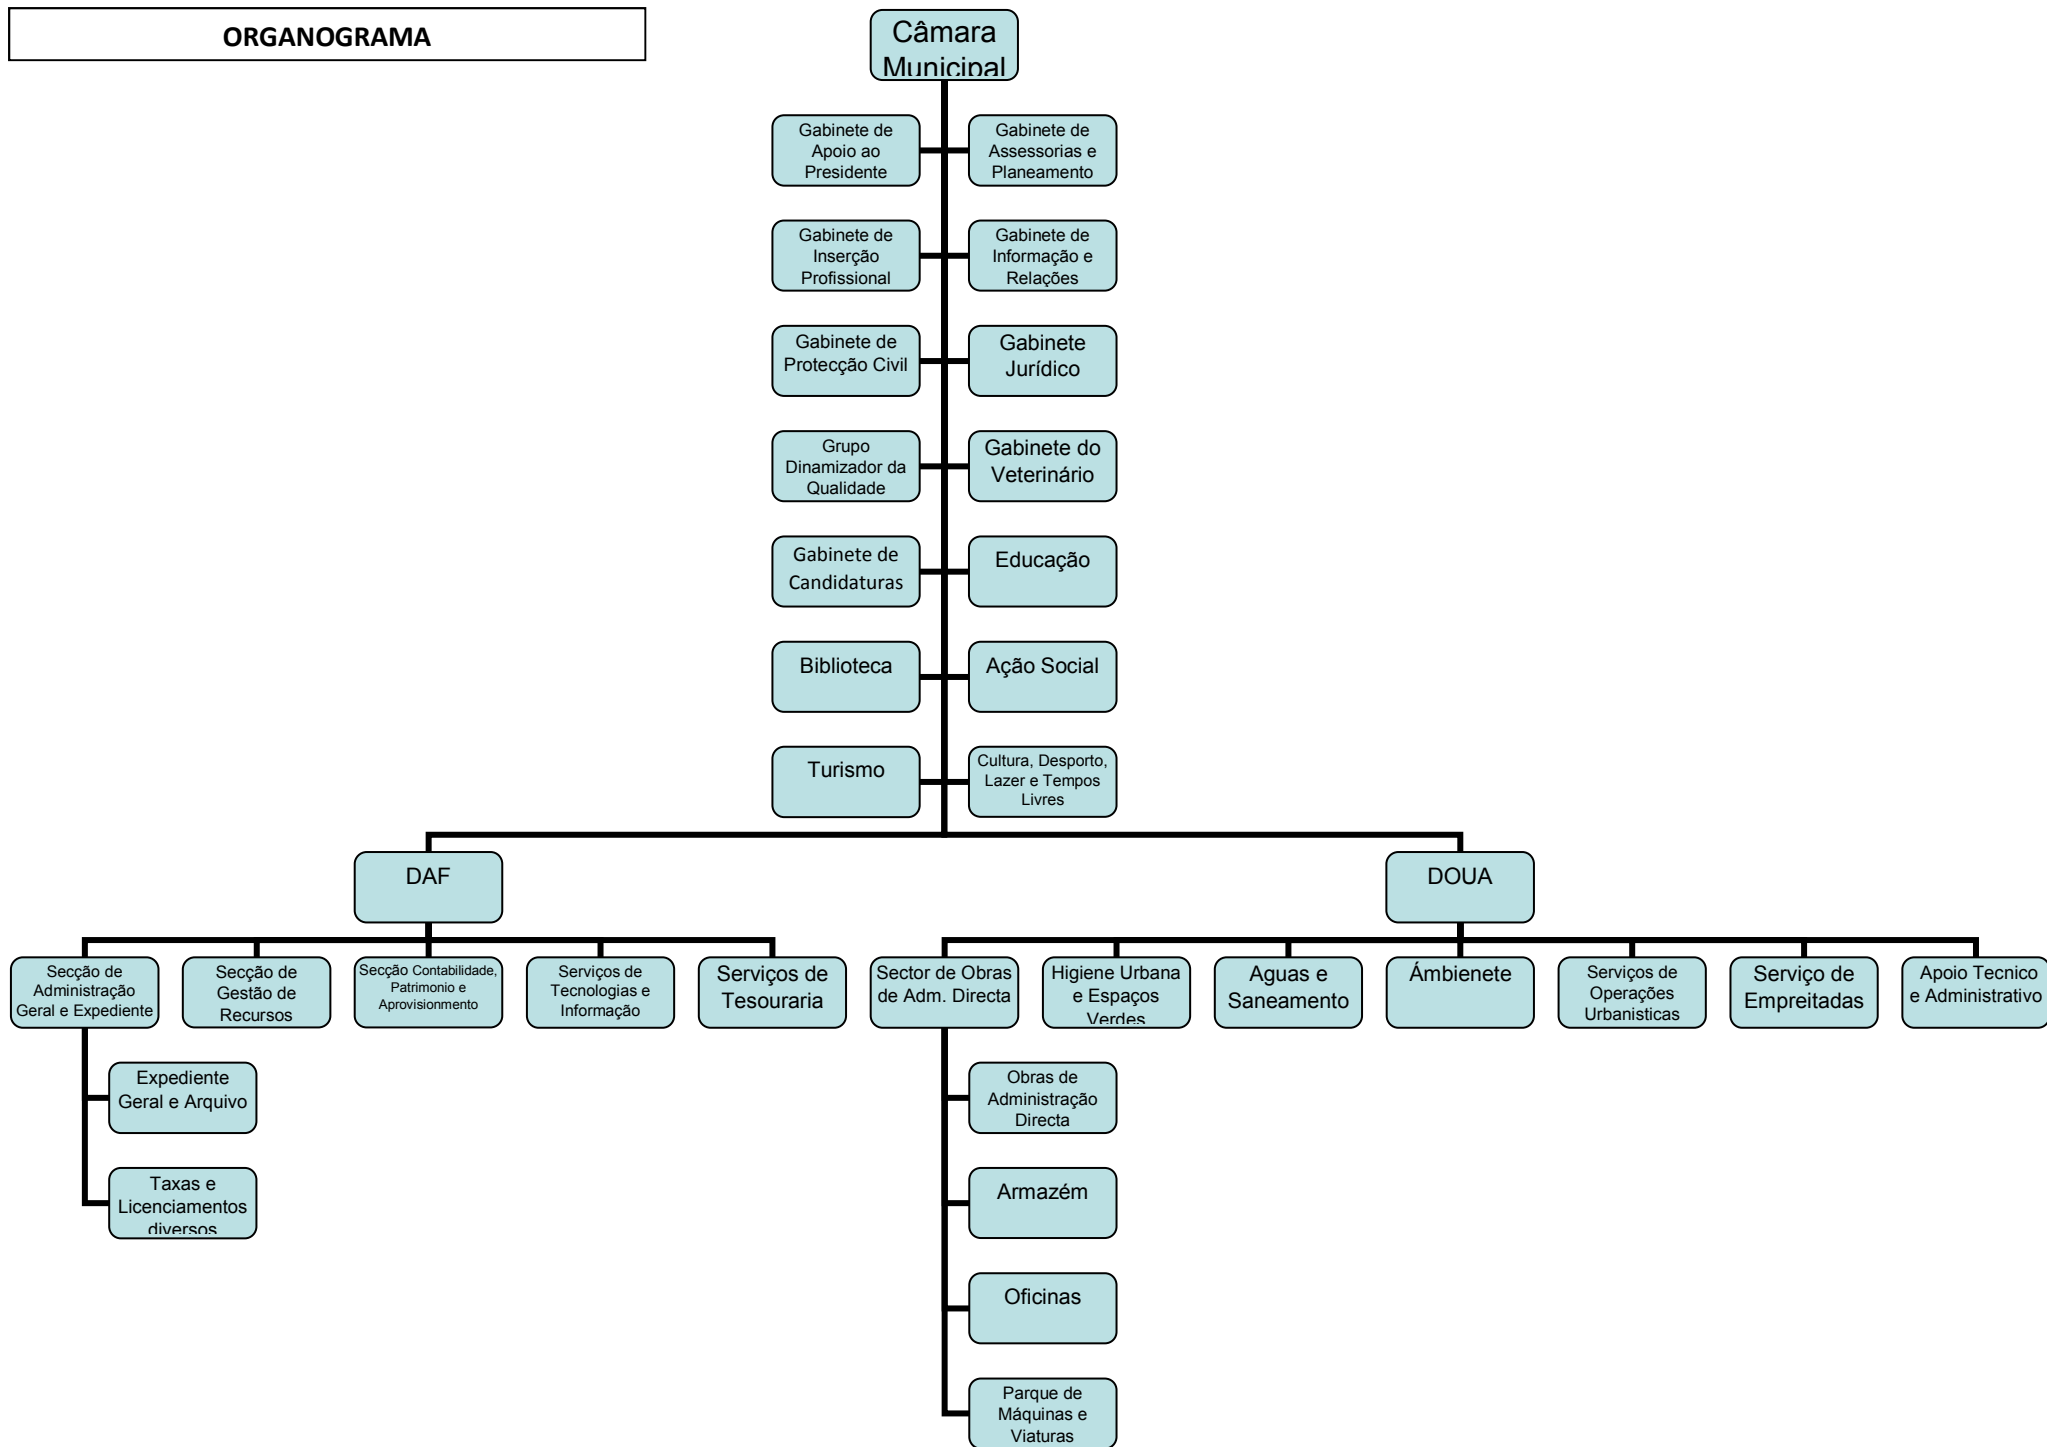 ORGANOGRAMA
Câmara
Municipal
Gabinete de
Apoio ao
Presidente
Gabinete de
Assessorias e
Planeamento
Gabinete de
Inserção
Profissional
Gabinete de
Informação e
Relações
Gabinete de
Protecção Civil
Gabinete
Jurídico
Grupo
Dinamizador da
Qualidade
Gabinete do
Veterinário
Gabinete de
Candidaturas
Educação
Biblioteca
Ação Social
Turismo
Cultura, Desporto,
Lazer e Tempos
Livres
DAF
DOUA
Secção de
Administração
Geral e Expediente
Secção de
Gestão de
Recursos
Secção Contabilidade,
Patrimonio e
Aprovisionmento
Serviços de
Tecnologias e
Informação
Serviços de
Tesouraria
Sector de Obras
de Adm. Directa
Higiene Urbana
e Espaços
Verdes
Aguas e
Saneamento
Ámbienete
Serviços de
Operações
Urbanisticas
Serviço de
Empreitadas
Apoio Tecnico
e Administrativo
Expediente
Geral e Arquivo
Taxas e
Licenciamentos
diversos
Obras de
Administração
Directa
Armazém
Oficinas
Parque de
Máquinas e
Viaturas